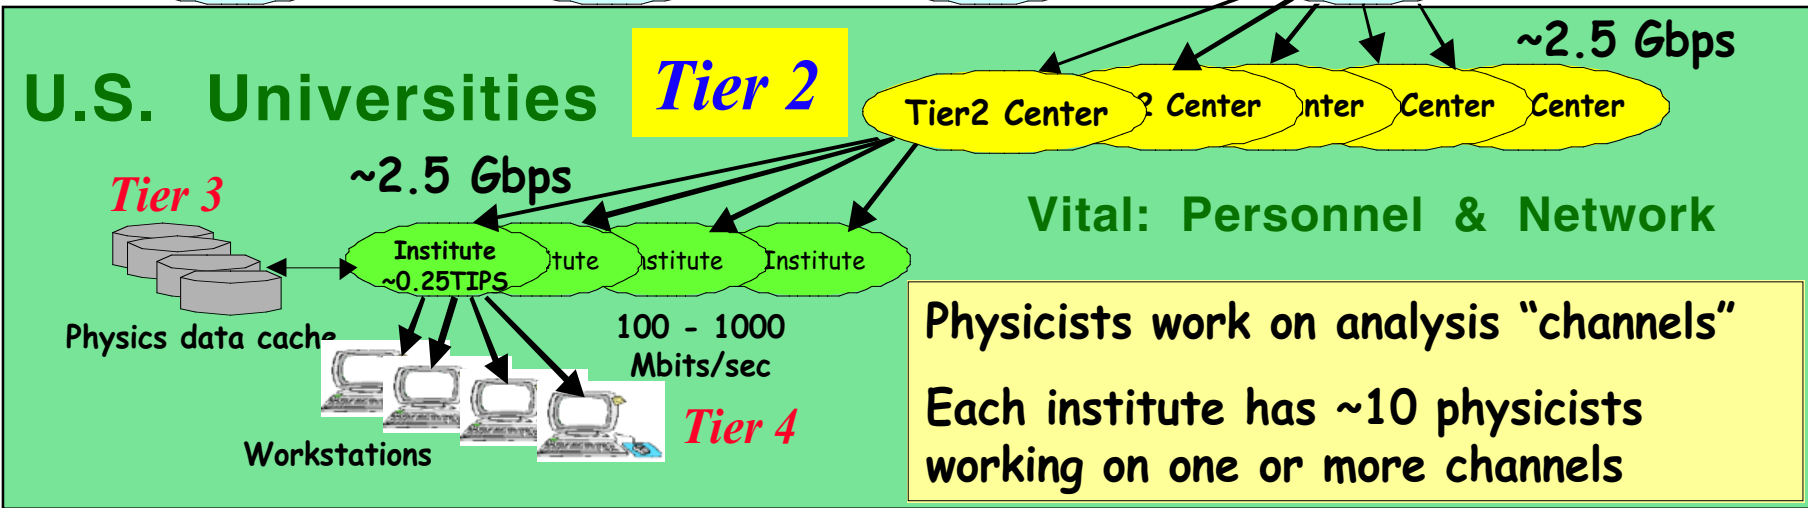 ~2.5 Gbps
U.S. Universities
Tier 2
Tier2 Center
2 Center
nter
Center
Center
~2.5 Gbps
Tier 3
Vital: Personnel & Network
Institute
~0.25TIPS
tute
nstitute
Institute
Physics data cache
100 - 1000
Mbits/sec
Physicists work on analysis “channels”
Each institute has ~10 physicists
working on one or more channels
Tier 4
Workstations